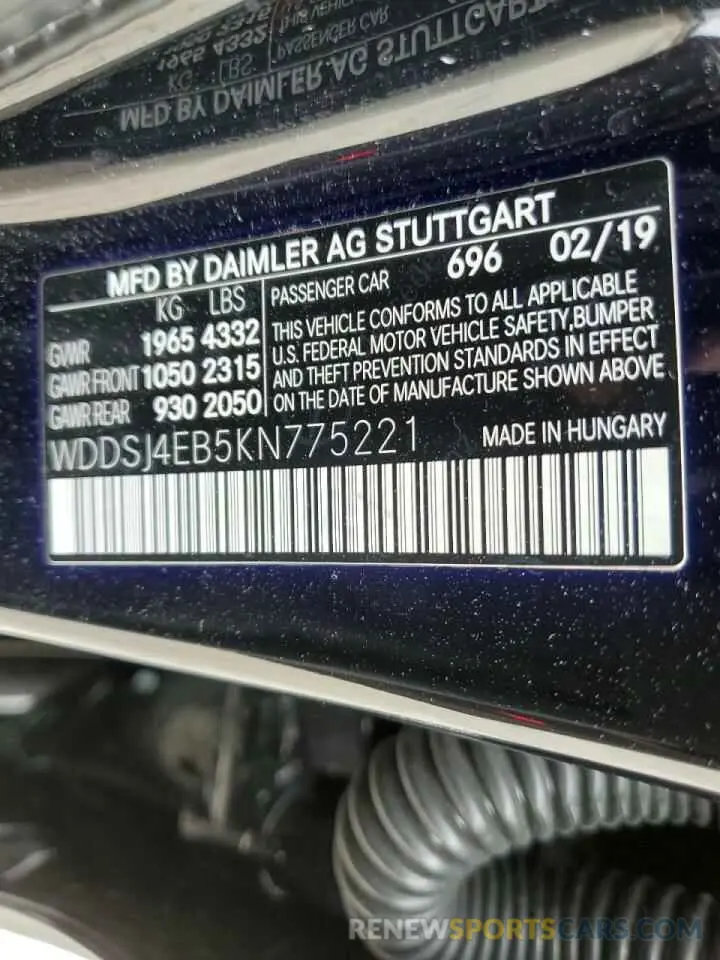 MFD BY DAIMLER AG STUTTGART
KG LBS
GVWR 1965 4332
GAWR FRONT 1050 2315
GAWR REAR 930 2050
PASSENGER CAR 696 02/19
THIS VEHICLE CONFORMS TO ALL APPLICABLE
U.S. FEDERAL MOTOR VEHICLE SAFETY, BUMPER
AND THEFT PREVENTION STANDARDS IN EFFECT
ON THE DATE OF MANUFACTURE SHOWN ABOVE
WDDSJ4EB5KN775221 MADE IN HUNGARY
RENEWSPORTSCARS.COM